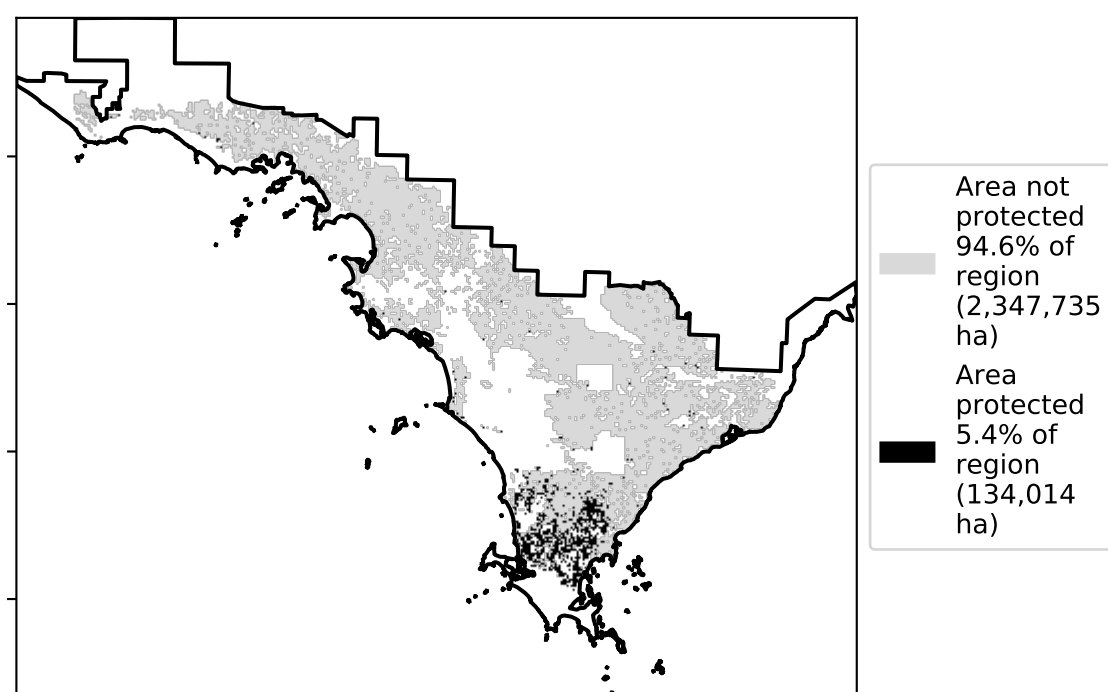 Area not
protected
94.6% of
region
(2,347,735
ha)
Area
protected
5.4% of
region
(134,014
ha)